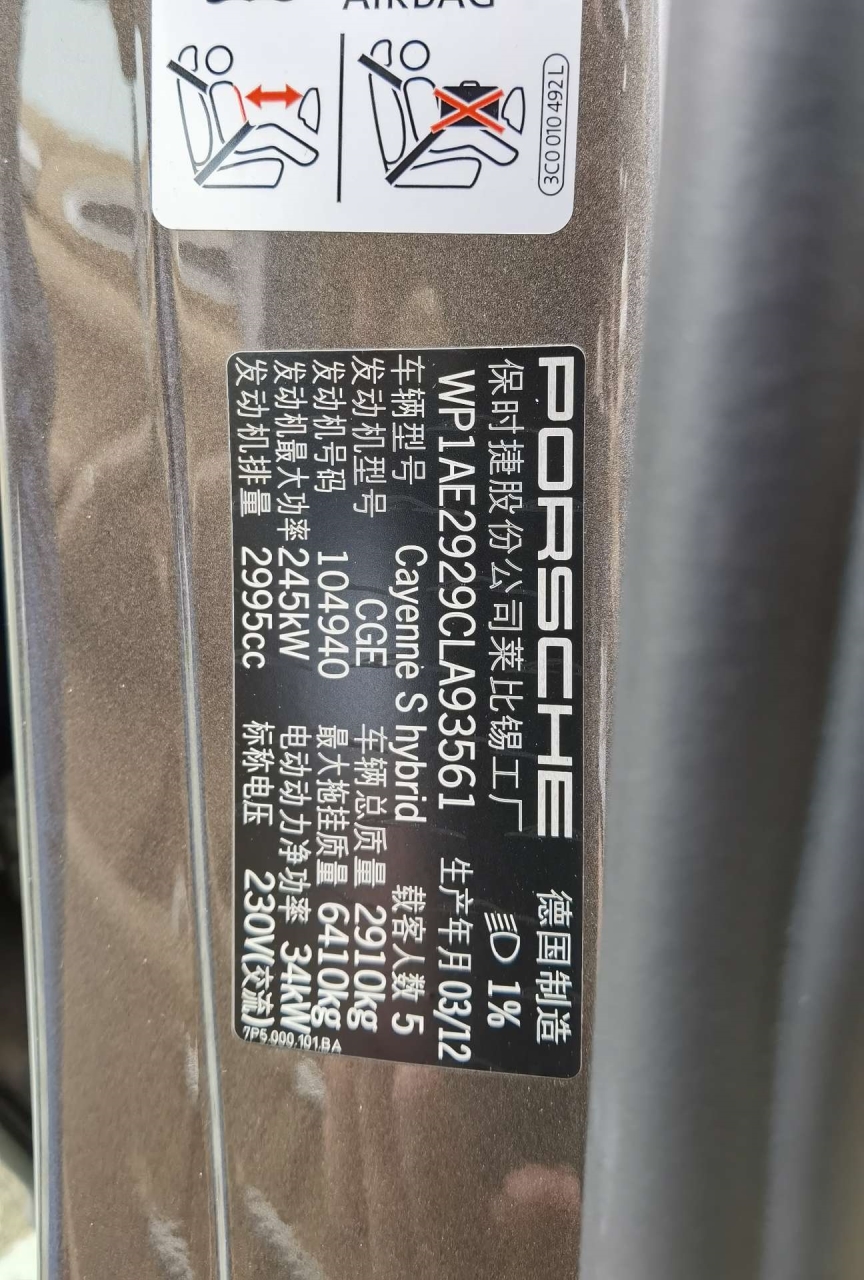 AIRBAG
3C0 010 492 L
PORSCHE 德国制造
保时捷股份公司莱比锡工厂 1%
WP1AE2929CLA93561 生产年月 03/12
车辆型号 Cayenne S hybrid 载客人数 5
发动机型号 CGE 车辆总质量 2910kg
发动机号码 104940 最大拖挂质量 6410kg
发动机最大功率 245kW 电动动力净功率 34kW
发动机排量 2995cc 标称电压 230V(交流)
7P5.000.101.BA